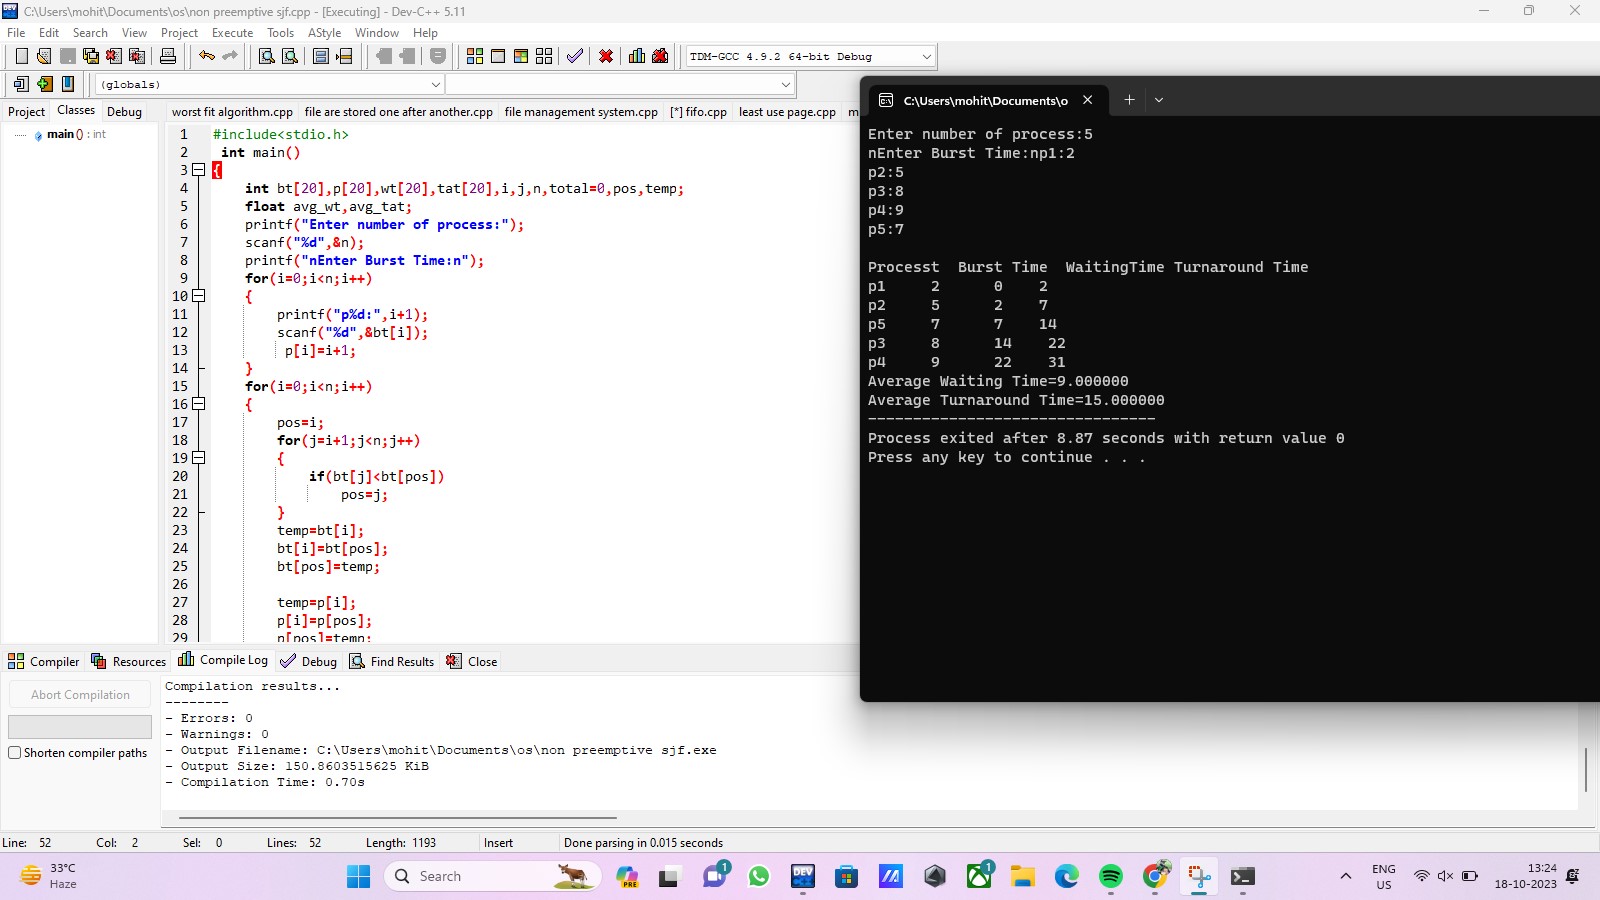 C:\Users\mohit\Documents\os\non preemptive sjf.cpp - [Executing] - Dev-C++ 5.11
File Edit Search View Project Execute Tools AStyle Window Help
TDM-GCC 4.9.2 64-bit Debug
(globals)
Project Classes Debug
main () : int
worst fit algorithm.cpp file are stored one after another.cpp file management system.cpp [*] fifo.cpp least use page.cpp m
1 #include<stdio.h>
2 int main()
3 {
4 int bt[20],p[20],wt[20],tat[20],i,j,n,total=0,pos,temp;
5 float avg_wt,avg_tat;
6 printf("Enter number of process:");
7 scanf("%d",&n);
8 printf("nEnter Burst Time:n");
9 for(i=0;i<n;i++)
10 {
11 printf("p%d:",i+1);
12 scanf("%d",&bt[i]);
13 p[i]=i+1;
14 }
15 for(i=0;i<n;i++)
16 {
17 pos=i;
18 for(j=i+1;j<n;j++)
19 {
20 if(bt[j]<bt[pos])
21 pos=j;
22 }
23 temp=bt[i];
24 bt[i]=bt[pos];
25 bt[pos]=temp;
26
27 temp=p[i];
28 p[i]=p[pos];
29 p[pos]=temp;
C:\Users\mohit\Documents\o
Enter number of process:5
nEnter Burst Time:np1:2
p2:5
p3:8
p4:9
p5:7
Processt Burst Time WaitingTime Turnaround Time
p1 2 0 2
p2 5 2 7
p5 7 7 14
p3 8 14 22
p4 9 22 31
Average Waiting Time=9.000000
Average Turnaround Time=15.000000
--------------------------------
Process exited after 8.87 seconds with return value 0
Press any key to continue . . .
Compiler Resources Compile Log Debug Find Results Close
Abort Compilation
Shorten compiler paths
Compilation results...
--------
- Errors: 0
- Warnings: 0
- Output Filename: C:\Users\mohit\Documents\os\non preemptive sjf.exe
- Output Size: 150.8603515625 KiB
- Compilation Time: 0.70s
Line: 52 Col: 2 Sel: 0 Lines: 52 Length: 1193 Insert Done parsing in 0.015 seconds
33°C
Haze
Search
PRE
1
DEV
1
ENG
US
13:24
18-10-2023